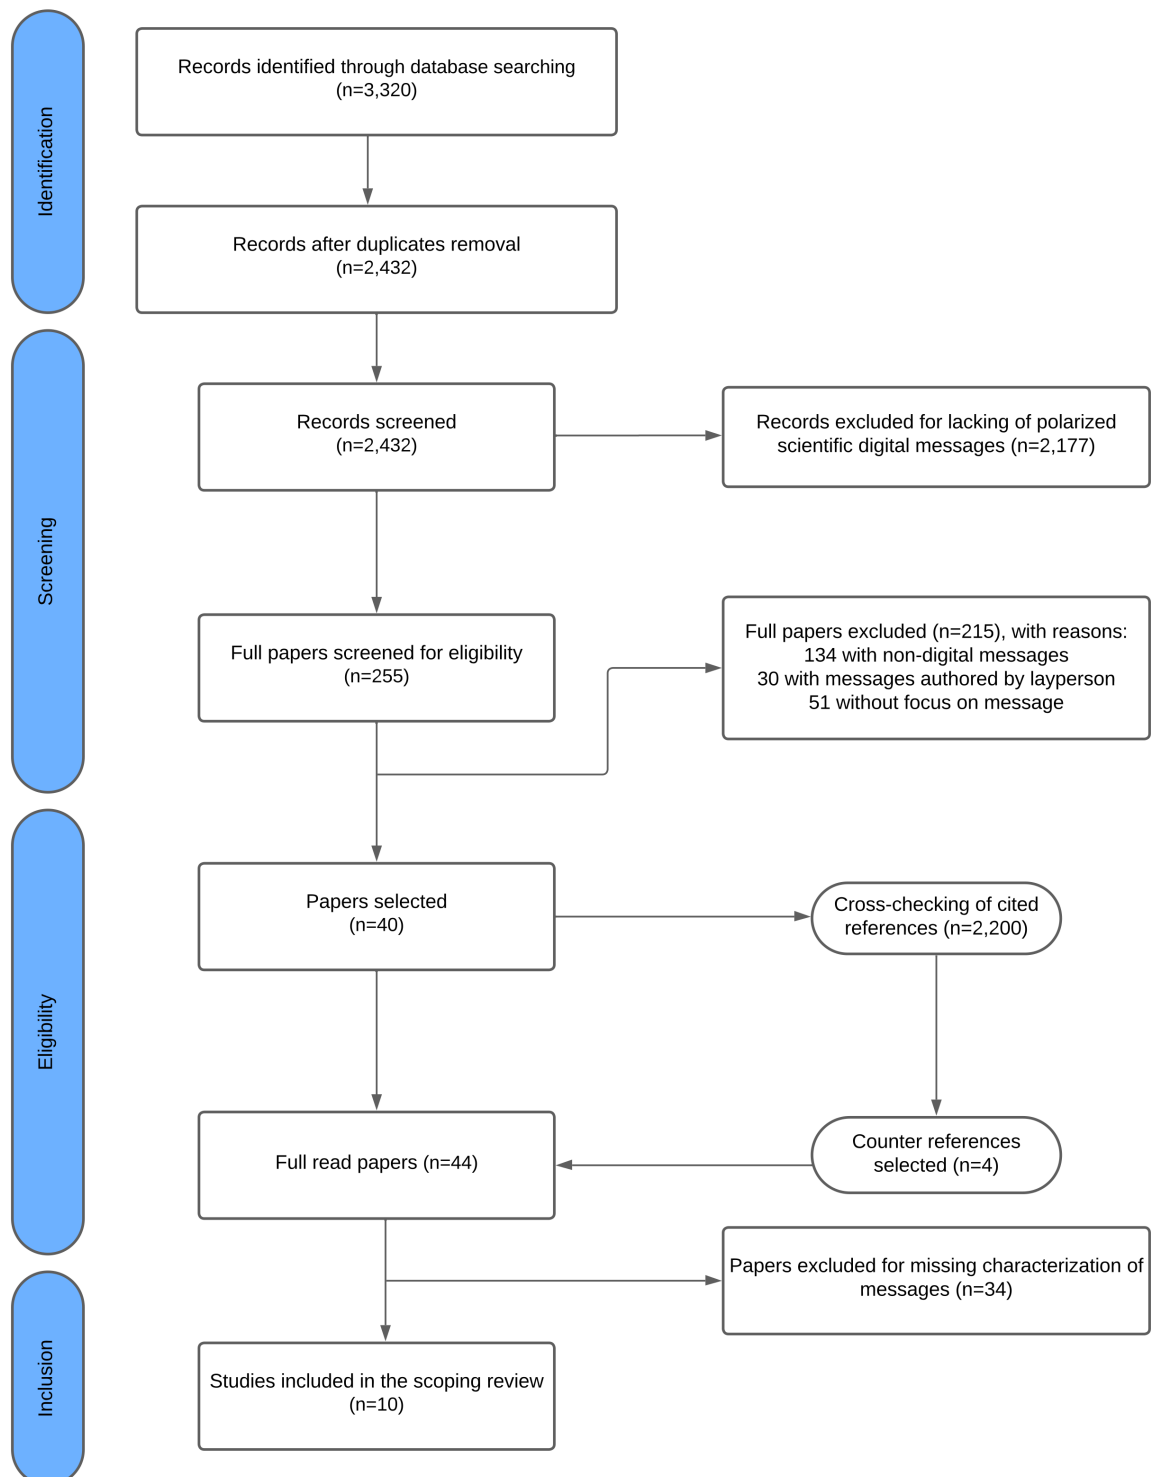 Identification
Records identified through database searching
(n=3,320)
Records after duplicates removal
(n=2,432)
Screening
Records screened
(n=2,432)
Records excluded for lacking of polarized
scientific digital messages (n=2,177)
Full papers screened for eligibility
(n=255)
Full papers excluded (n=215), with reasons:
134 with non-digital messages
30 with messages authored by layperson
51 without focus on message
Eligibility
Papers selected
(n=40)
Cross-checking of cited
references (n=2,200)
Counter references
selected (n=4)
Full read papers (n=44)
Papers excluded for missing characterization of
messages (n=34)
Inclusion
Studies included in the scoping review
(n=10)